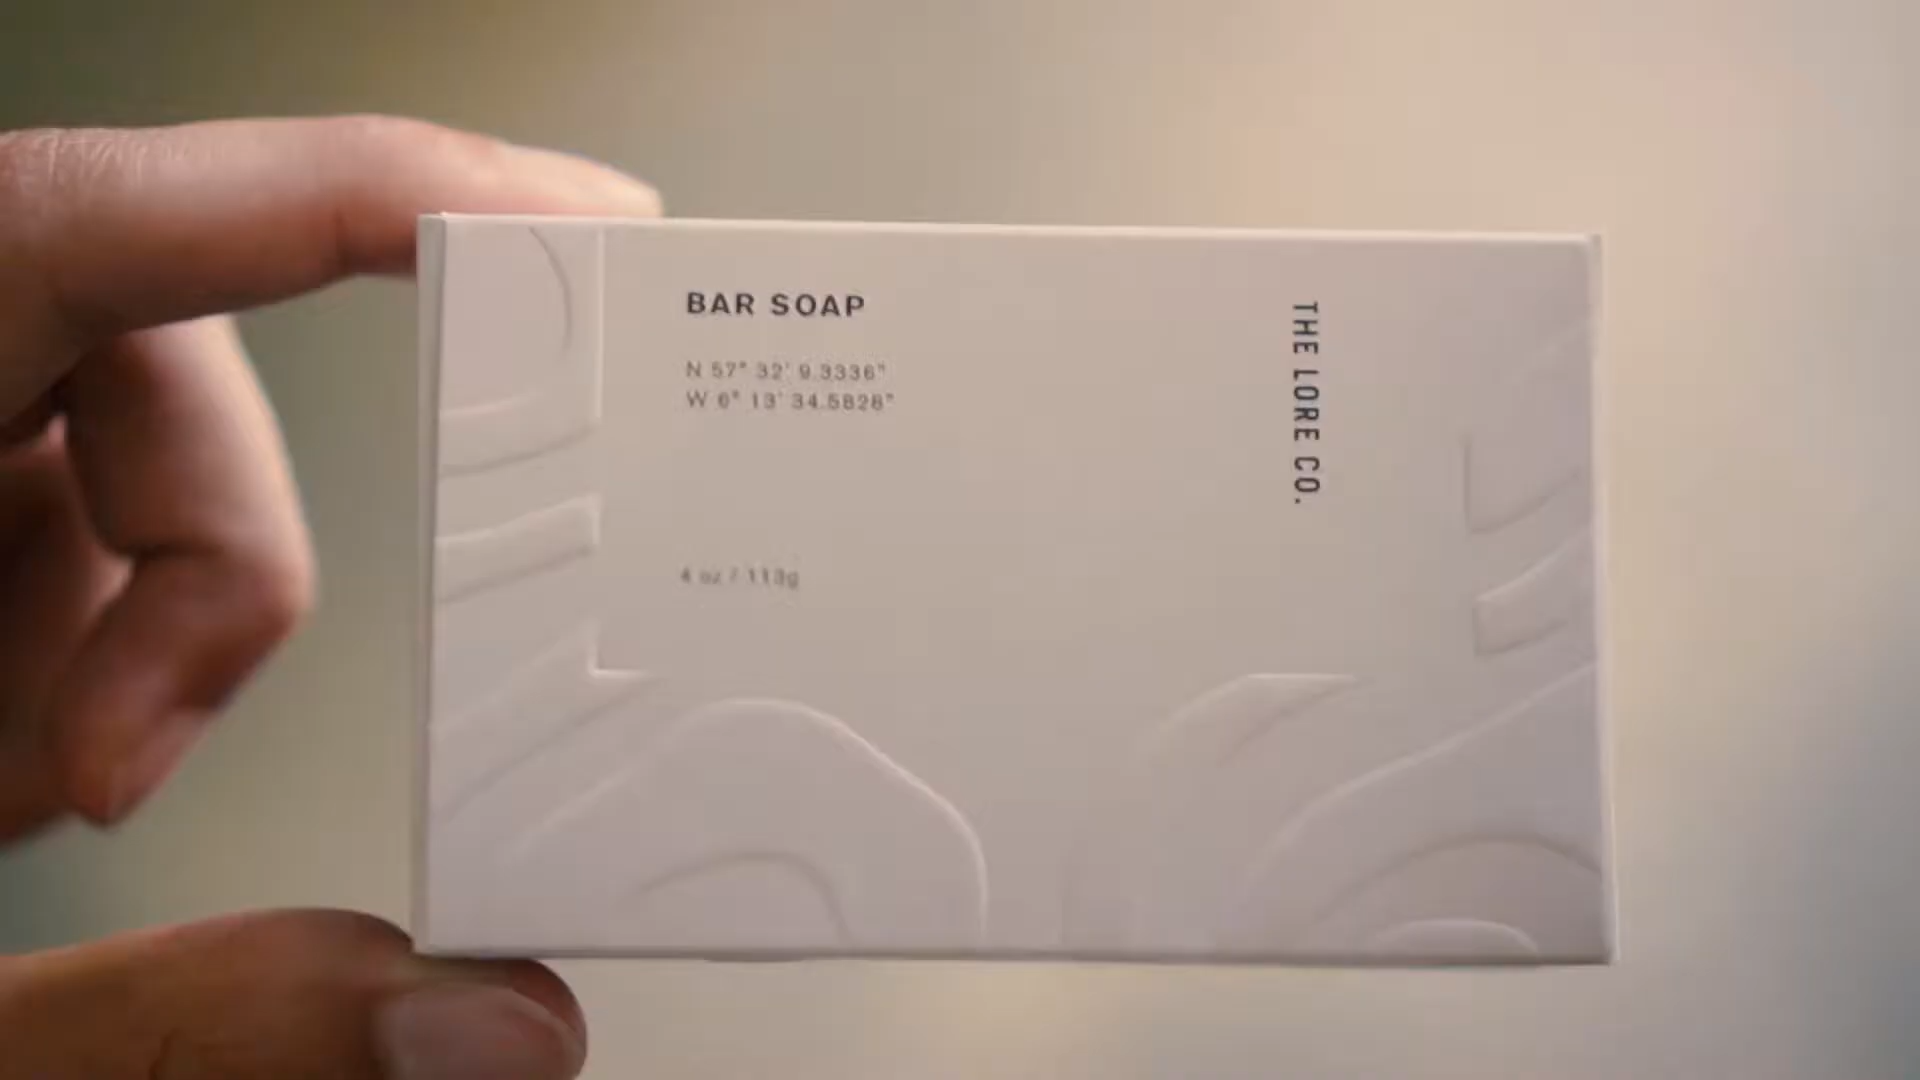 BAR SOAP
N 57° 32' 9.3336"
W 6° 13' 34.5828"
4 oz / 113g
THE LORE CO.